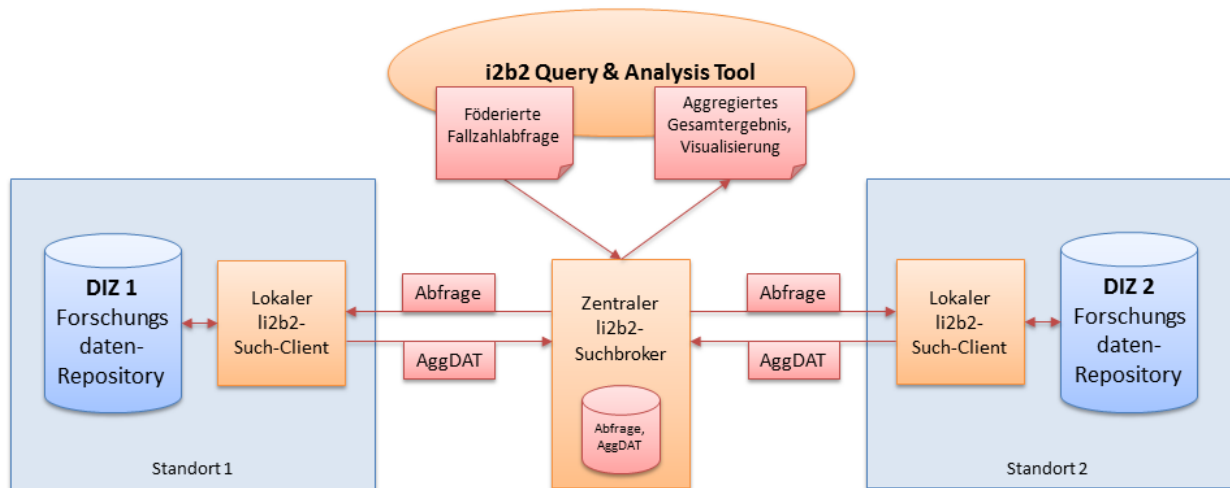 i2b2 Query & Analysis Tool
Föderierte
Fallzahlabfrage
Aggregiertes
Gesamtergebnis,
Visualisierung
DIZ 1
Forschungs
daten-
Repository
Lokaler
li2b2-
Such-Client
Abfrage
AggDAT
Zentraler
li2b2-
Suchbroker
Abfrage,
AggDAT
Abfrage
AggDAT
Lokaler
li2b2-
Such-Client
DIZ 2
Forschungs
daten-
Repository
Standort 1
Standort 2